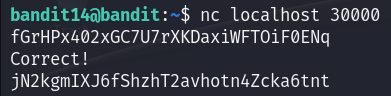 bandit14@bandit:~$ nc localhost 30000
fGrHPx402xGC7U7rXKDaxiWFTOiF0ENq
Correct!
jN2kgmIXJ6fShzhT2avhotn4Zcka6tnt